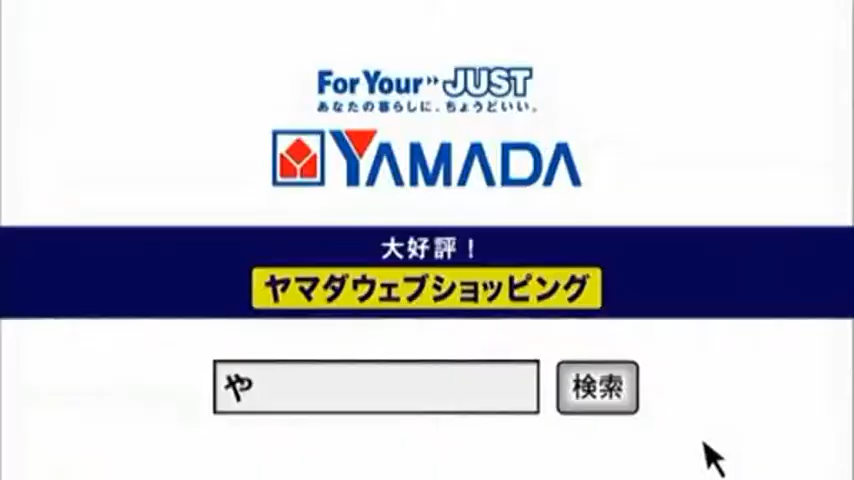 For Your JUST
あなたの暮らしに、ちょうどいい。
YAMADA
大好評！
ヤマダウェブショッピング
や
検索